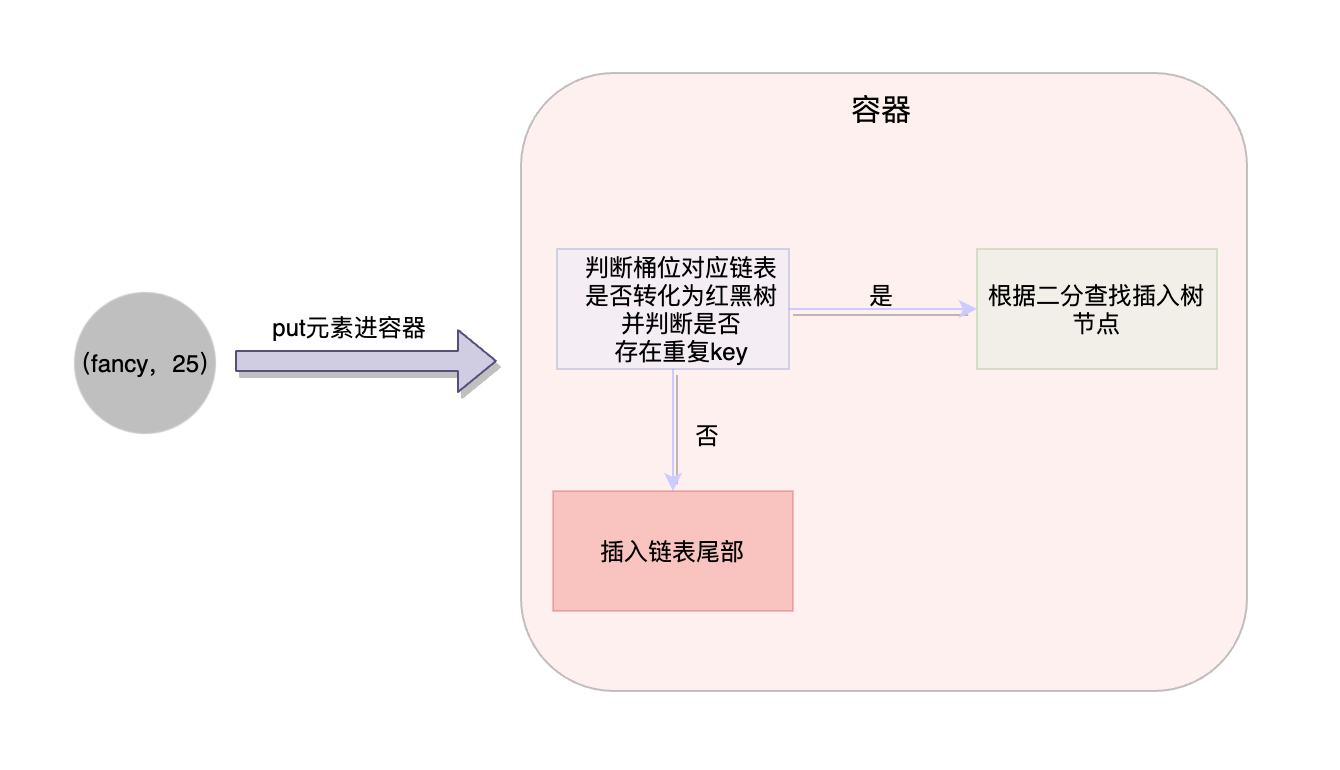 容器
判断桶位对应链表
是否转化为红黑树
并判断是否
存在重复key
是
根据二分查找插入树
节点
put元素进容器
(fancy，25)
否
插入链表尾部